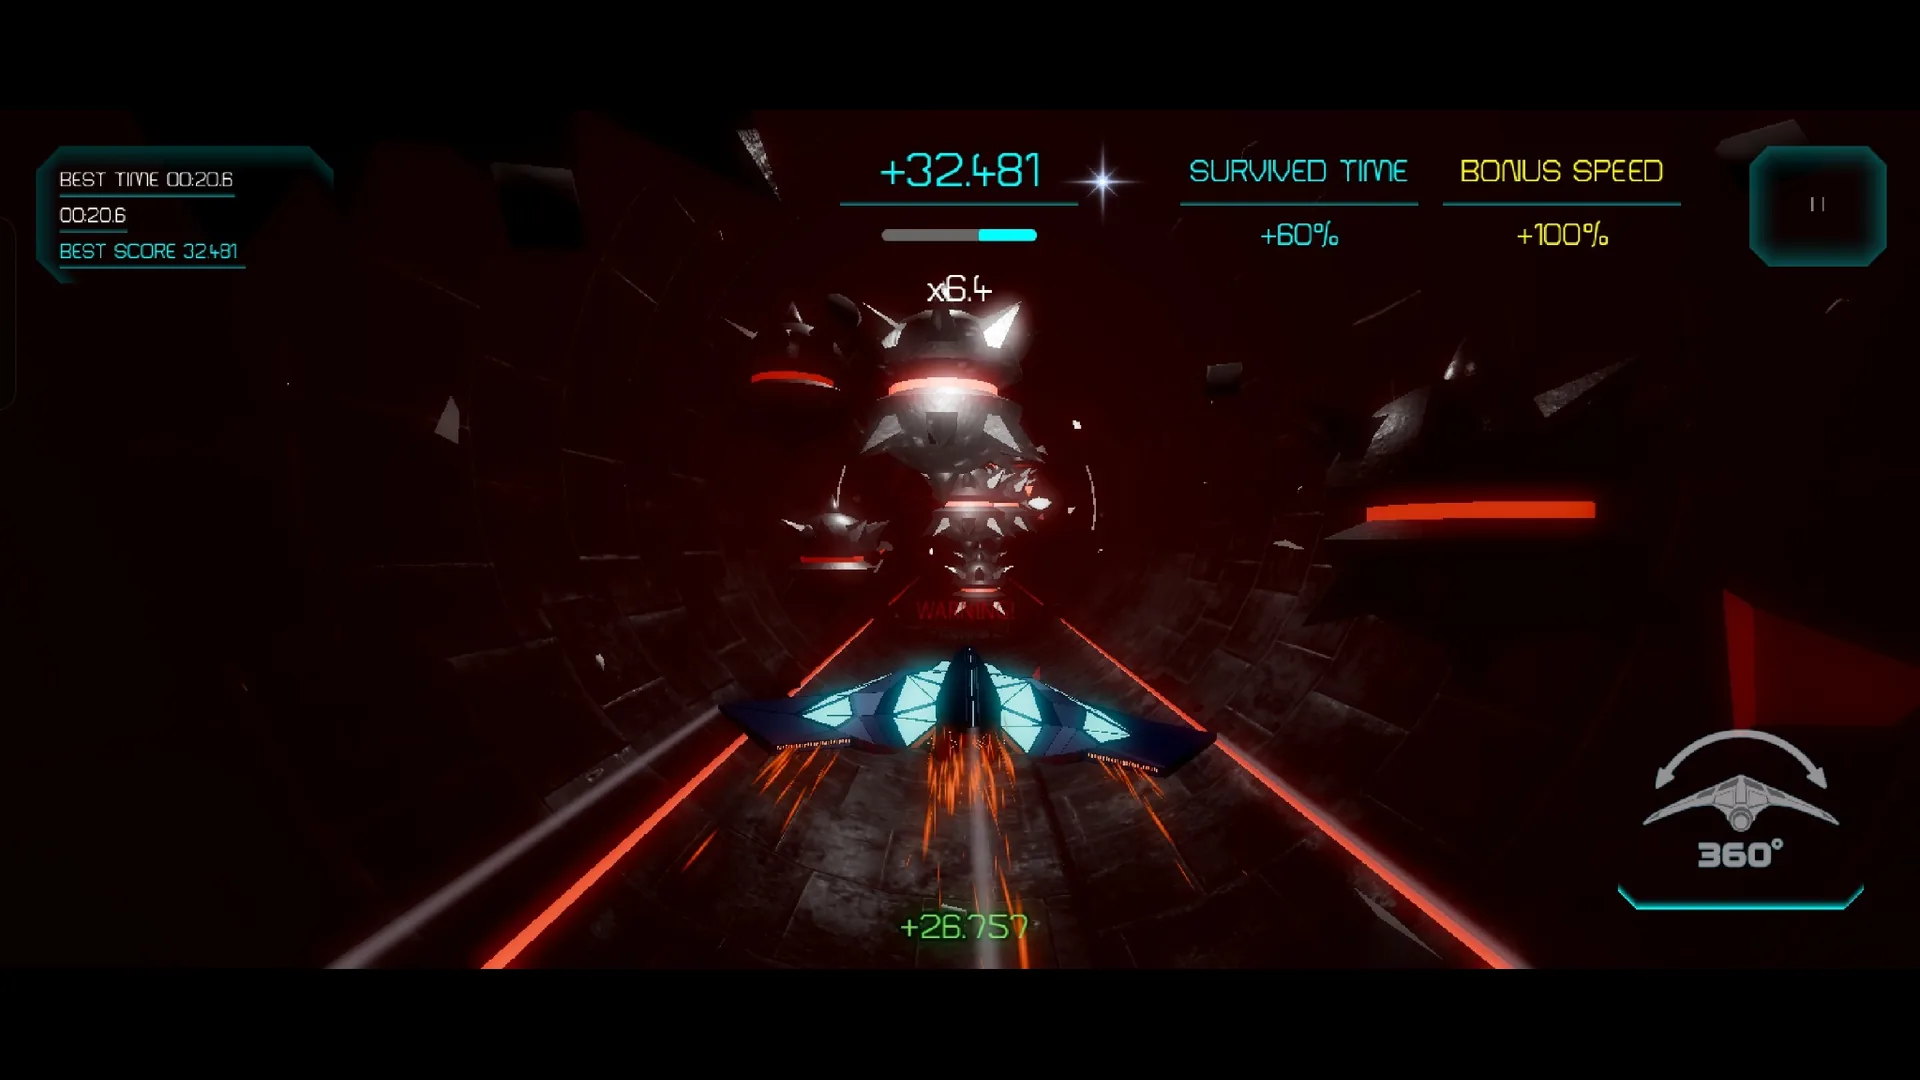 BEST TIME 00:20.6
00:20.6
BEST SCORE 32.481
+32.481
x6.4
SURVIVED TIME
+60%
BONUS SPEED
+100%
WARNING!
360°
+26.757